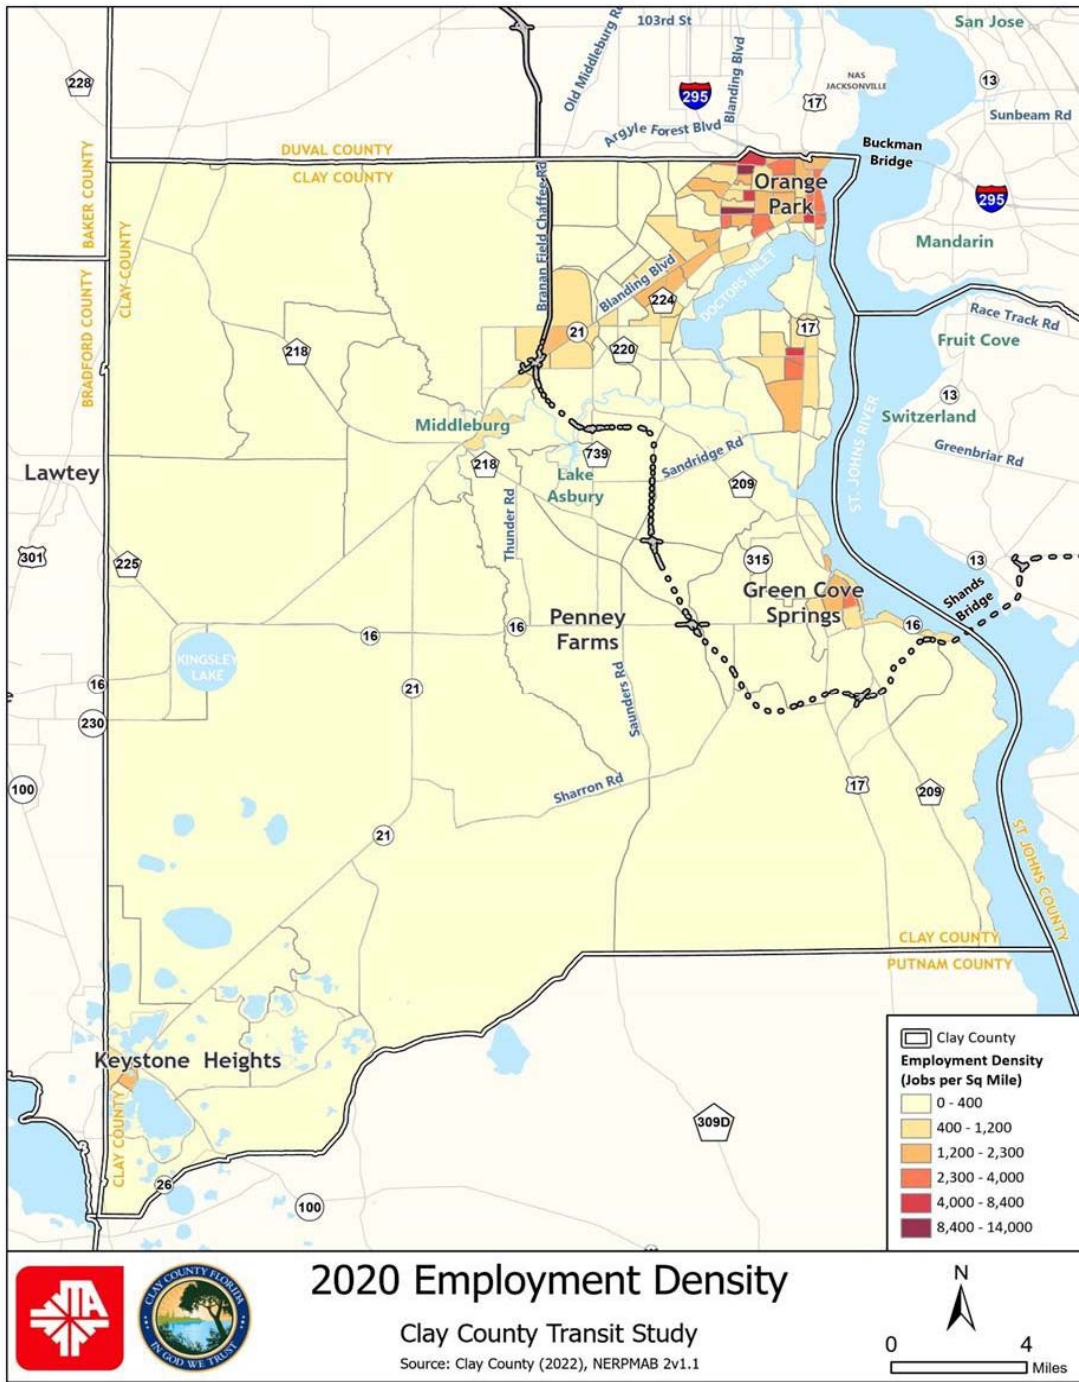 103rd St
San Jose
Old Middleburg Rd
Blanding Blvd
NAS
JACKSONVILLE
228
295
17
13
Sunbeam Rd
Argyle Forest Blvd
Buckman
Bridge
DUVAL COUNTY
CLAY COUNTY
BAKER COUNTY
CLAY COUNTY
BRADFORD COUNTY
Branan Field Chaffee Rd
Orange
Park
295
Mandarin
Blanding Blvd
224
DOCTORS INLET
Race Track Rd
Fruit Cove
17
21
218
220
13
Switzerland
Middleburg
ST. JOHNS RIVER
Greenbriar Rd
Lawtey
218
739
Sandridge Rd
Lake
Asbury
209
Thunder Rd
301
225
315
13
Shands
Bridge
Green Cove
Springs
Penney
Farms
16
16
16
KINGSLEY
LAKE
16
21
230
Saunders Rd
100
Sharron Rd
17
209
21
ST JOHNS COUNTY
CLAY COUNTY
PUTNAM COUNTY
Keystone Heights
CLAY COUNTY
309D
26
100
Clay County
Employment Density
(Jobs per Sq Mile)
0 - 400
400 - 1,200
1,200 - 2,300
2,300 - 4,000
4,000 - 8,400
8,400 - 14,000
JTA
CLAY COUNTY FLORIDA
IN GOD WE TRUST
2020 Employment Density
Clay County Transit Study
Source: Clay County (2022), NERPMAB 2v1.1
N
0 4
Miles